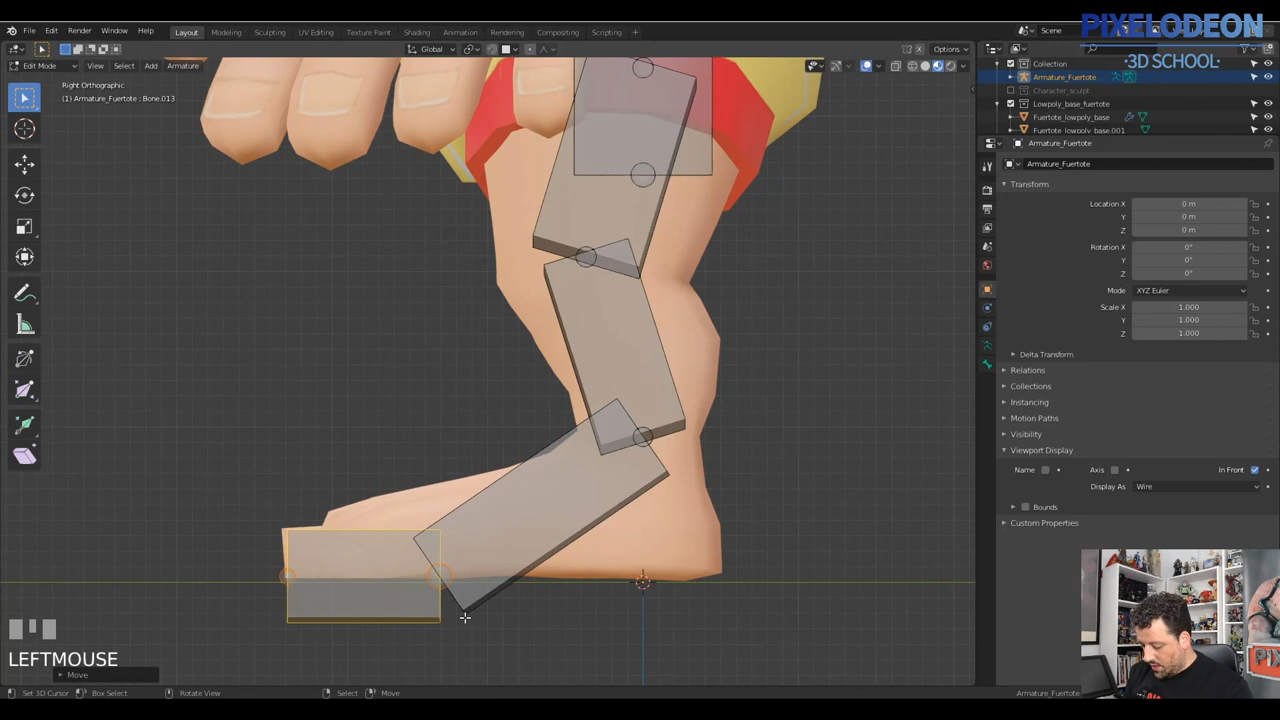 File Edit Render Window Help Layout Modeling Sculpting UV Editing Texture Paint Shading Animation Rendering Compositing Scripting Scene
PIXELODEON
·3D SCHOOL·
Global Options
Edit Mode View Select Add Armature
Right Orthographic
(1) Armature_Fuertote : Bone.013
Collection
Armature_Fuertote
Character_sculpt
Lowpoly_base_fuertote
Fuertote_lowpoly_base
Fuertote_lowpoly_base.001
Armature_Fuertote
Armature_Fuertote
Transform
Location X 0 m
Y 0 m
Z 0 m
Rotation X 0°
Y 0°
Z 0°
Mode XYZ Euler
Scale X 1.000
Y 1.000
Z 1.000
Delta Transform
Relations
Collections
Instancing
Motion Paths
Visibility
Viewport Display
Name Axis In Front
Display As Wire
Bounds
Custom Properties
LEFTMOUSE
Move
Set 3D Cursor Box Select Rotate View Select Move Armature_Fuertote